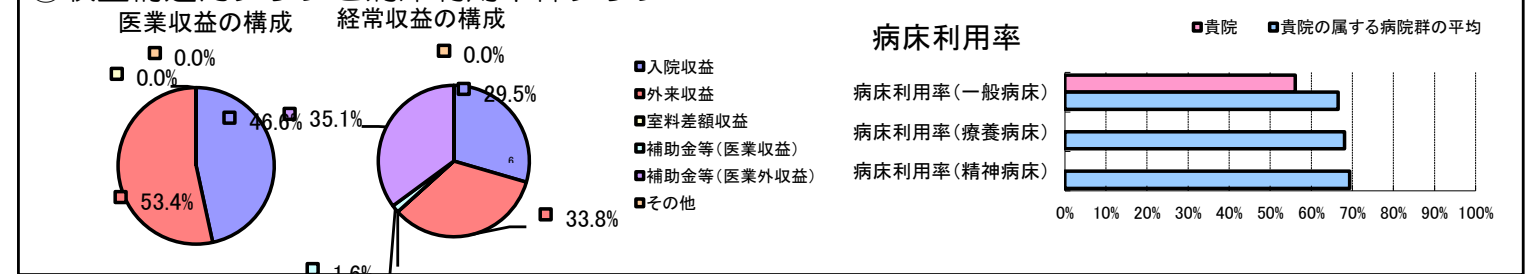 医業収益の構成
0.0%
0.0%
46.6%
53.4%
経常収益の構成
0.0%
29.5%
35.1%
6
33.8%
1.6%
入院収益
外来収益
室料差額収益
補助金等(医業収益)
補助金等(医業外収益)
その他
病床利用率
貴院
貴院の属する病院群の平均
病床利用率(一般病床)
病床利用率(療養病床)
病床利用率(精神病床)
0% 10% 20% 30% 40% 50% 60% 70% 80% 90% 100%